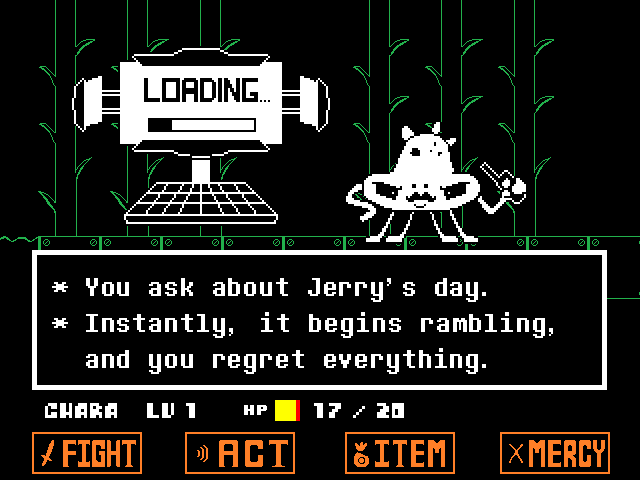 LOADING...
* You ask about Jerry's day.
* Instantly, it begins rambling,
and you regret everything.
CHARA LV 1 HP 17 / 20
FIGHT ACT ITEM MERCY